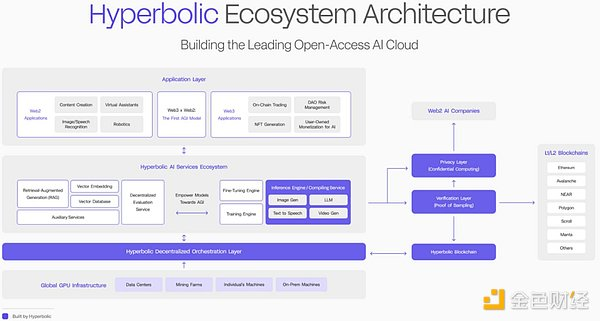 Hyperbolic Ecosystem Architecture
Building the Leading Open-Access AI Cloud
Application Layer
Web2
Applications
Content Creation
Virtual Assistants
Image/Speech
Recognition
Robotics
Web3 + Web2:
The First AGI Model
Web3
Applications
On-Chain Trading
DAO Risk
Management
NFT Generation
User-Owned
Monetization for AI
Hyperbolic AI Services Ecosystem
Retrieval-Augmented
Generation (RAG)
Vector Embedding
Vector Database
Auxiliary Services
Decentralized
Evaluation
Service
Empower Models
Towards AGI
Fine-Tuning Engine
Training Engine
Inference Engine / Compiling Service
Image Gen
LLM
Text to Speech
Video Gen
Hyperbolic Decentralized Orchestration Layer
Global GPU Infrastructure
Data Centers
Mining Farms
Individual's Machines
On-Prem Machines
Web2 AI Companies
Privacy Layer
(Confidential Computing)
Verification Layer
(Proof of Sampling)
Hyperbolic Blockchain
L1/L2 Blockchains
Ethereum
Avalanche
NEAR
Polygon
Scroll
Manta
Others
Built by Hyperbolic
金色财经